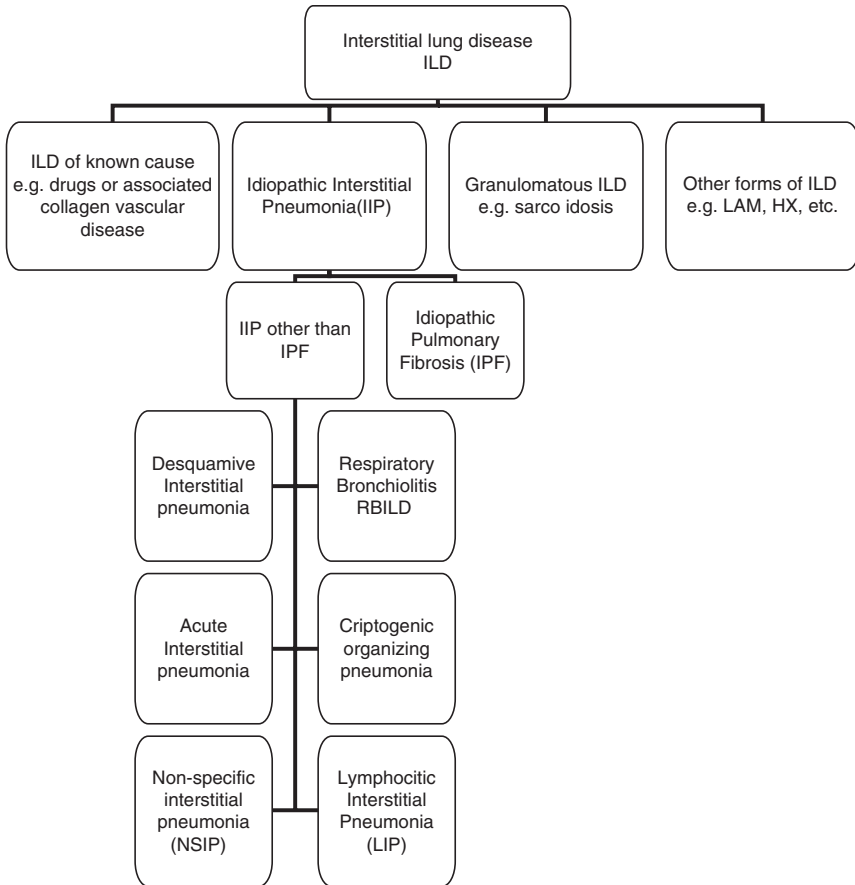 Interstitial lung disease
ILD
ILD of known cause
e.g. drugs or associated
collagen vascular
disease
Idiopathic Interstitial
Pneumonia(IIP)
Granulomatous ILD
e.g. sarco idosis
Other forms of ILD
e.g. LAM, HX, etc.
IIP other than
IPF
Idiopathic
Pulmonary
Fibrosis (IPF)
Desquamive
Interstitial
pneumonia
Respiratory
Bronchiolitis
RBILD
Acute
Interstitial
pneumonia
Criptogenic
organizing
pneumonia
Non-specific
interstitial
pneumonia
(NSIP)
Lymphocitic
Interstitial
Pneumonia
(LIP)